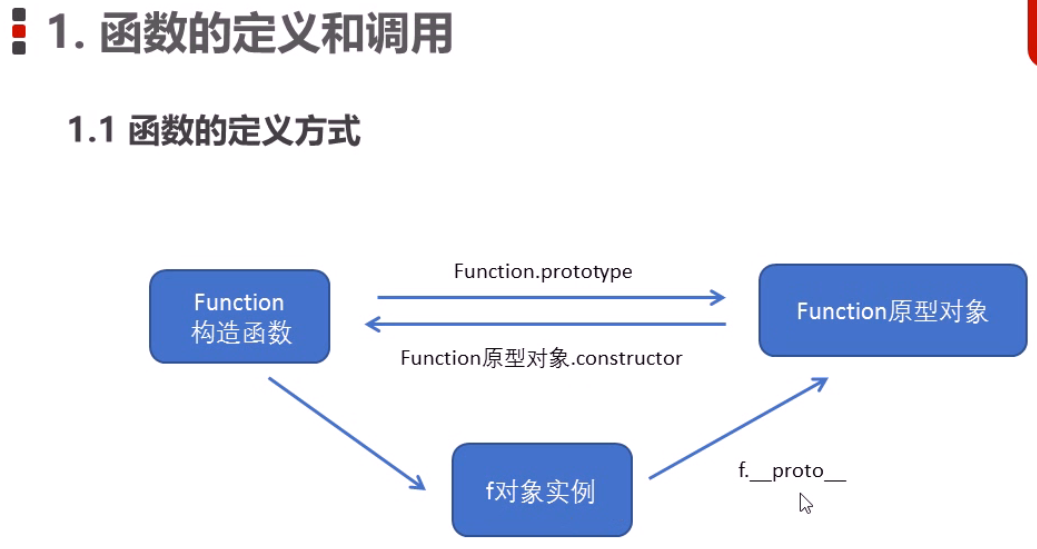 1. 函数的定义和调用
1.1 函数的定义方式
Function.prototype
Function
构造函数
Function原型对象
Function原型对象.constructor
f对象实例
f.__proto__